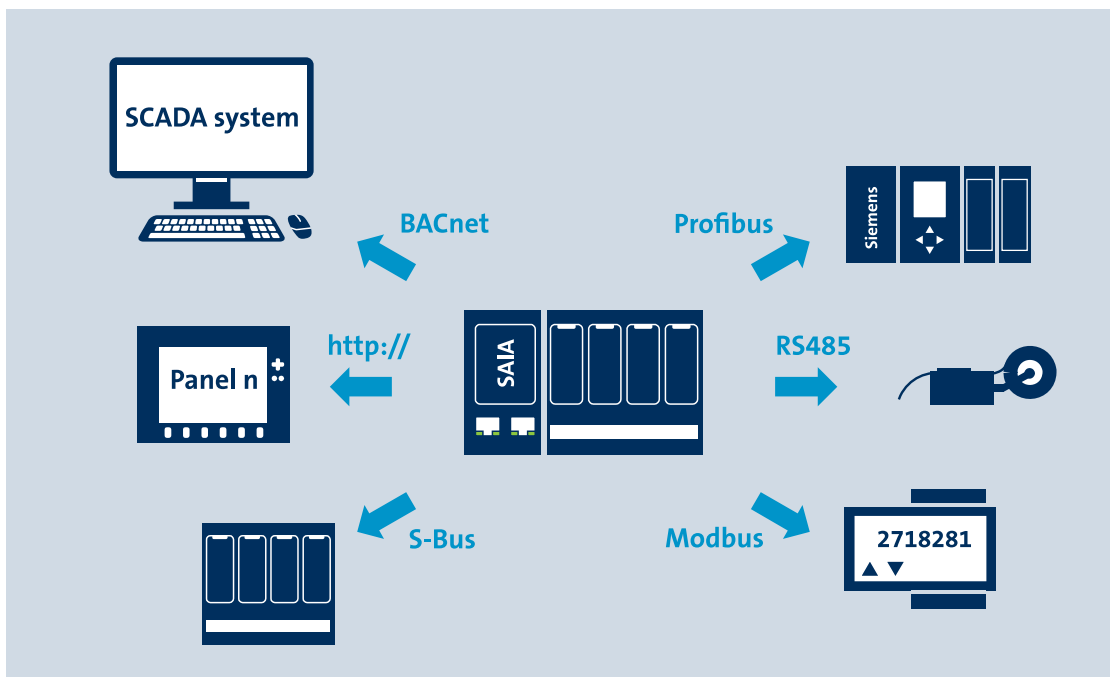 SCADA system
BACnet
Profibus
Siemens
http://
Panel n
SAIA
RS485
S-Bus
Modbus
2718281